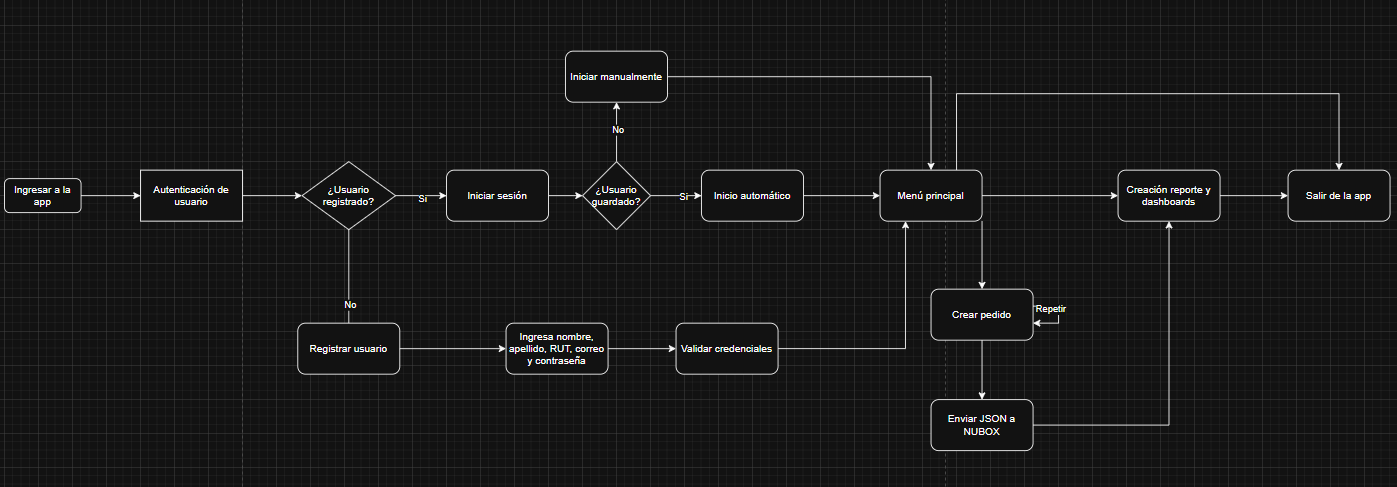 Iniciar manualmente
No
Ingresar a la
app
Autenticación de
usuario
¿Usuario
registrado?
Si
Iniciar sesión
¿Usuario
guardado?
Si
Inicio automático
Menú principal
Creación reporte y
dashboards
Salir de la app
No
Registrar usuario
Ingresa nombre,
apellido, RUT, correo
y contraseña
Validar credenciales
Crear pedido
Repetir
Enviar JSON a
NUBOX